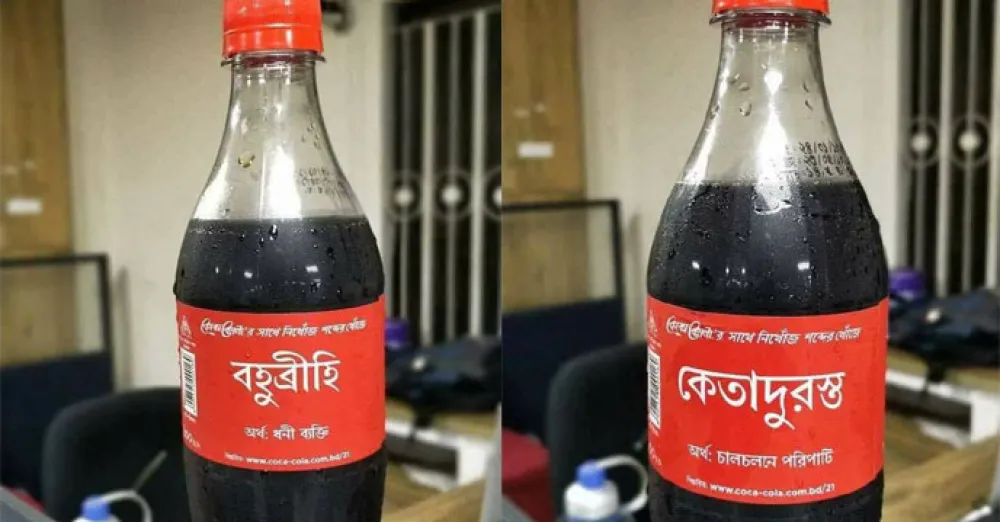 কোকা-কোলা'র সাথে নিখোঁজ শব্দের খোঁজে
বহুব্রীহি
অর্থ: ধনী ব্যক্তি
বিস্তারিত: www.coca-cola.com.bd/21
কোকা-কোলা'র সাথে নিখোঁজ শব্দের খোঁজে
কেতাদুরস্ত
অর্থ: চালচলনে পরিপাটি
বিস্তারিত: www.coca-cola.com.bd/21